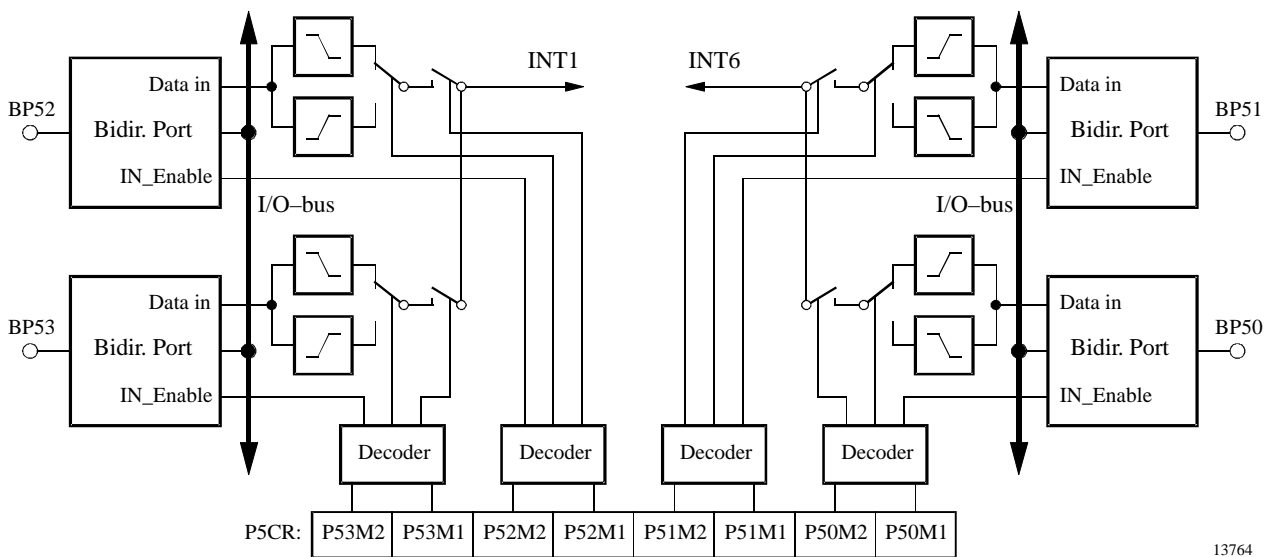 INT1
INT6
BP52
Data in
Bidir. Port
IN_Enable
I/O–bus
BP53
Data in
Bidir. Port
IN_Enable
Data in
BP51
Bidir. Port
IN_Enable
I/O–bus
Data in
BP50
Bidir. Port
IN_Enable
Decoder
Decoder
Decoder
Decoder
P5CR: P53M2 P53M1 P52M2 P52M1 P51M2 P51M1 P50M2 P50M1
13764